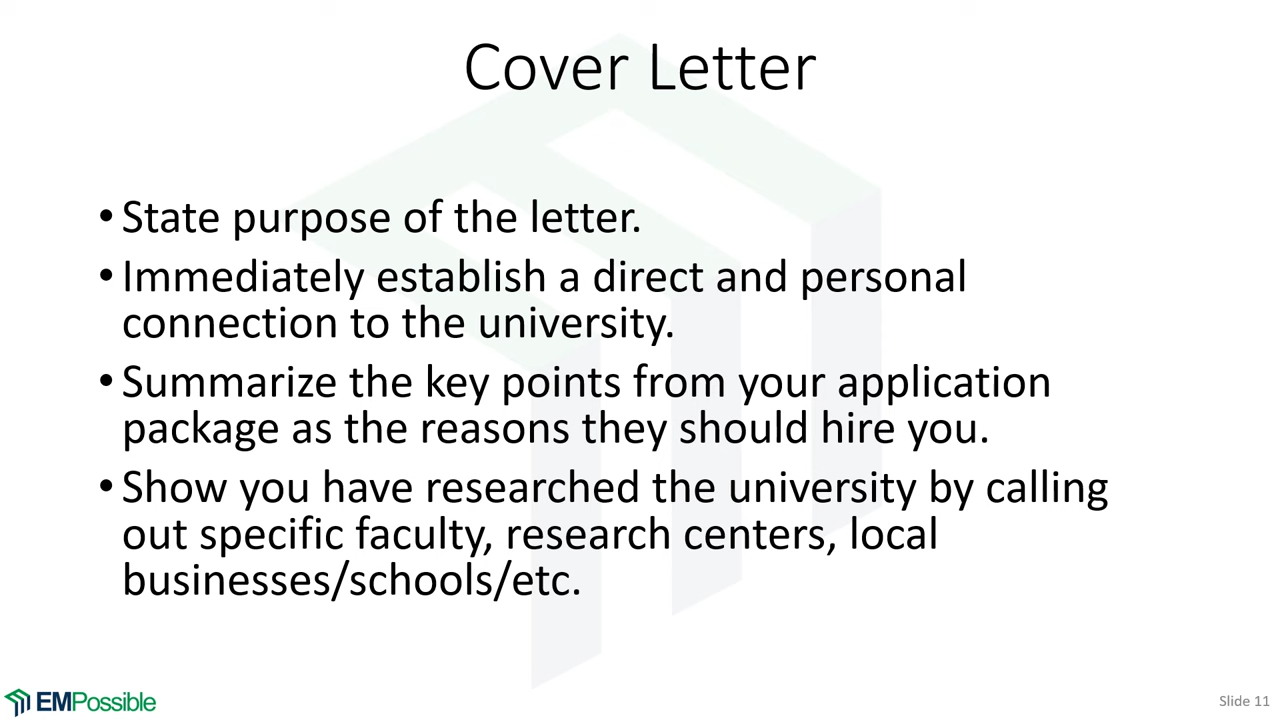 Cover Letter
• State purpose of the letter.
• Immediately establish a direct and personal
connection to the university.
• Summarize the key points from your application
package as the reasons they should hire you.
• Show you have researched the university by calling
out specific faculty, research centers, local
businesses/schools/etc.
EMPossible
Slide 11